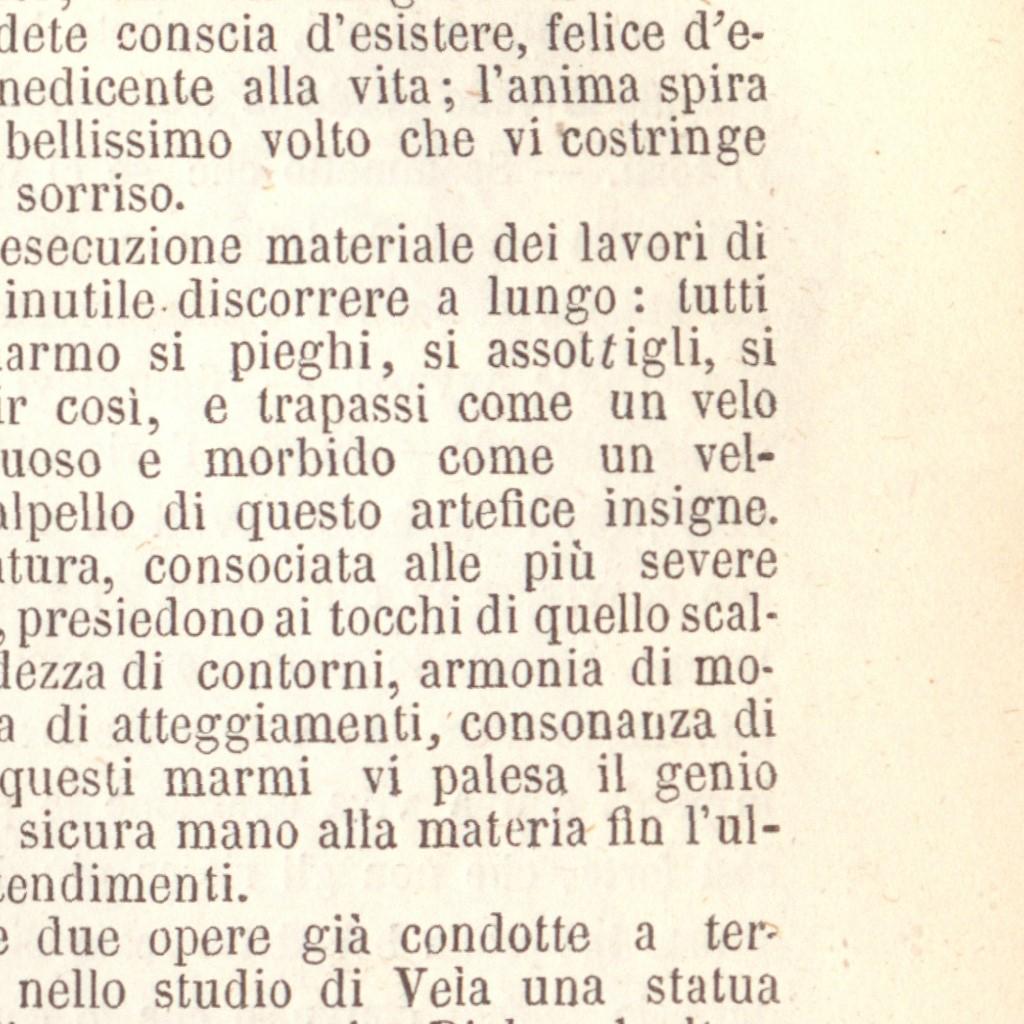 dete conscia d'esistere, felice d'e-
nedicente alla vita; l'anima spira
bellissimo volto che vi costringe
sorriso.
esecuzione materiale dei lavori di
inutile discorrere a lungo: tutti
armo si pieghi, si assottigli, si
ir così, e trapassi come un velo
uoso e morbido come un vel-
alpello di questo artefice insigne.
atura, consociata alle più severe
, presiedono ai tocchi di quello scal-
dezza di contorni, armonia di mo-
a di atteggiamenti, consonanza di
questi marmi vi palesa il genio
sicura mano alla materia fin l'ul-
tendimenti.
e due opere già condotte a ter-
nello studio di Vela una statua